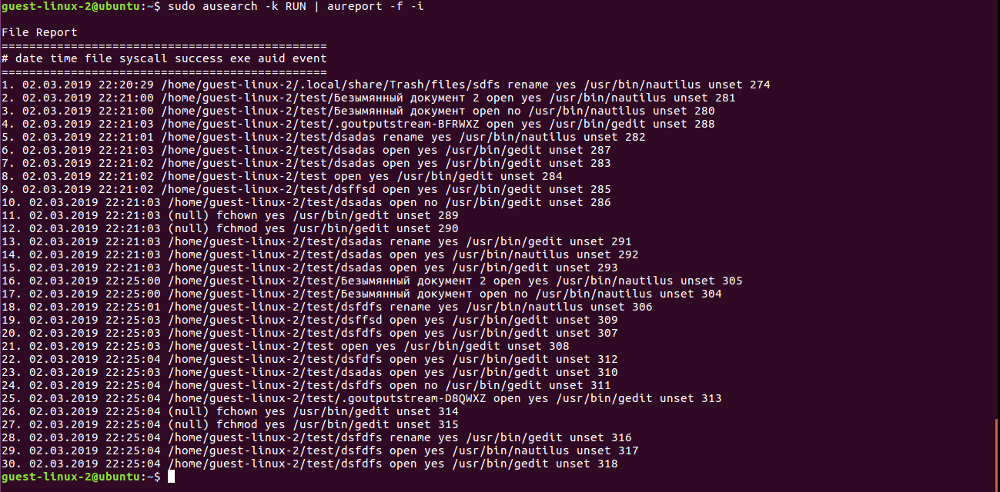 guest-linux-2@ubuntu:~$ sudo ausearch -k RUN | aureport -f -i
File Report
===============================================
# date time file syscall success exe auid event
===============================================
1. 02.03.2019 22:20:29 /home/guest-linux-2/.local/share/Trash/files/sdfs rename yes /usr/bin/nautilus unset 274
2. 02.03.2019 22:21:00 /home/guest-linux-2/test/Безымянный документ 2 open yes /usr/bin/nautilus unset 281
3. 02.03.2019 22:21:00 /home/guest-linux-2/test/Безымянный документ open no /usr/bin/nautilus unset 280
4. 02.03.2019 22:21:03 /home/guest-linux-2/test/.goutputstream-BFRWXZ open yes /usr/bin/gedit unset 288
5. 02.03.2019 22:21:01 /home/guest-linux-2/test/dsadas rename yes /usr/bin/nautilus unset 282
6. 02.03.2019 22:21:03 /home/guest-linux-2/test/dsadas open yes /usr/bin/gedit unset 287
7. 02.03.2019 22:21:02 /home/guest-linux-2/test/dsadas open yes /usr/bin/gedit unset 283
8. 02.03.2019 22:21:02 /home/guest-linux-2/test open yes /usr/bin/gedit unset 284
9. 02.03.2019 22:21:02 /home/guest-linux-2/test/dsffsd open yes /usr/bin/gedit unset 285
10. 02.03.2019 22:21:03 /home/guest-linux-2/test/dsadas open no /usr/bin/gedit unset 286
11. 02.03.2019 22:21:03 (null) fchown yes /usr/bin/gedit unset 289
12. 02.03.2019 22:21:03 (null) fchmod yes /usr/bin/gedit unset 290
13. 02.03.2019 22:21:03 /home/guest-linux-2/test/dsadas rename yes /usr/bin/gedit unset 291
14. 02.03.2019 22:21:03 /home/guest-linux-2/test/dsadas open yes /usr/bin/nautilus unset 292
15. 02.03.2019 22:21:03 /home/guest-linux-2/test/dsadas open yes /usr/bin/gedit unset 293
16. 02.03.2019 22:25:00 /home/guest-linux-2/test/Безымянный документ 2 open yes /usr/bin/nautilus unset 305
17. 02.03.2019 22:25:00 /home/guest-linux-2/test/Безымянный документ open no /usr/bin/nautilus unset 304
18. 02.03.2019 22:25:01 /home/guest-linux-2/test/dsfdfs rename yes /usr/bin/nautilus unset 306
19. 02.03.2019 22:25:03 /home/guest-linux-2/test/dsffsd open yes /usr/bin/gedit unset 309
20. 02.03.2019 22:25:03 /home/guest-linux-2/test/dsfdfs open yes /usr/bin/gedit unset 307
21. 02.03.2019 22:25:03 /home/guest-linux-2/test open yes /usr/bin/gedit unset 308
22. 02.03.2019 22:25:04 /home/guest-linux-2/test/dsfdfs open yes /usr/bin/gedit unset 312
23. 02.03.2019 22:25:03 /home/guest-linux-2/test/dsadas open yes /usr/bin/gedit unset 310
24. 02.03.2019 22:25:04 /home/guest-linux-2/test/dsfdfs open no /usr/bin/gedit unset 311
25. 02.03.2019 22:25:04 /home/guest-linux-2/test/.goutputstream-D8QWXZ open yes /usr/bin/gedit unset 313
26. 02.03.2019 22:25:04 (null) fchown yes /usr/bin/gedit unset 314
27. 02.03.2019 22:25:04 (null) fchmod yes /usr/bin/gedit unset 315
28. 02.03.2019 22:25:04 /home/guest-linux-2/test/dsfdfs rename yes /usr/bin/gedit unset 316
29. 02.03.2019 22:25:04 /home/guest-linux-2/test/dsfdfs open yes /usr/bin/nautilus unset 317
30. 02.03.2019 22:25:04 /home/guest-linux-2/test/dsfdfs open yes /usr/bin/gedit unset 318
guest-linux-2@ubuntu:~$